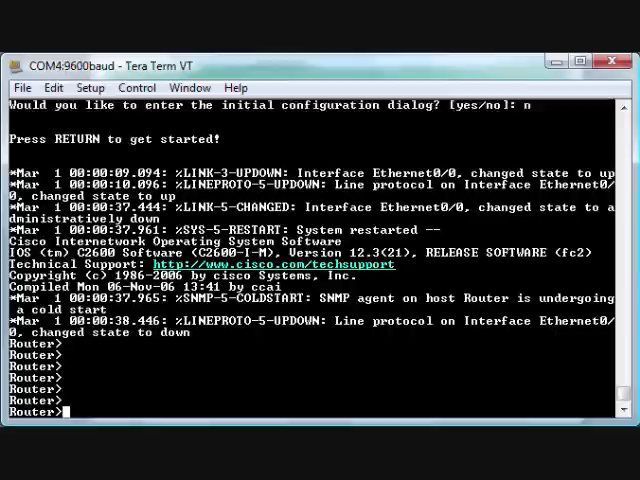 COM4:9600baud - Tera Term VT
File Edit Setup Control Window Help
Would you like to enter the initial configuration dialog? [yes/no]: n
Press RETURN to get started!
*Mar  1 00:00:09.094: %LINK-3-UPDOWN: Interface Ethernet0/0, changed state to up
*Mar  1 00:00:10.096: %LINEPROTO-5-UPDOWN: Line protocol on Interface Ethernet0/
0, changed state to up
*Mar  1 00:00:37.444: %LINK-5-CHANGED: Interface Ethernet0/0, changed state to a
dministratively down
*Mar  1 00:00:37.961: %SYS-5-RESTART: System restarted --
Cisco Internetwork Operating System Software
IOS (tm) C2600 Software (C2600-I-M), Version 12.3(21), RELEASE SOFTWARE (fc2)
Technical Support: http://www.cisco.com/techsupport
Copyright (c) 1986-2006 by cisco Systems, Inc.
Compiled Mon 06-Nov-06 13:41 by ccai
*Mar  1 00:00:37.965: %SNMP-5-COLDSTART: SNMP agent on host Router is undergoing
 a cold start
*Mar  1 00:00:38.446: %LINEPROTO-5-UPDOWN: Line protocol on Interface Ethernet0/
0, changed state to down
Router>
Router>
Router>
Router>
Router>
Router>
Router>